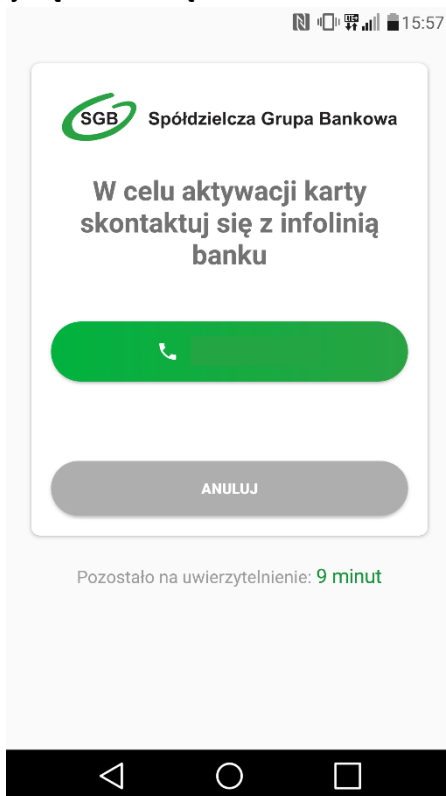 15:57
SGB Spółdzielcza Grupa Bankowa
W celu aktywacji karty
skontaktuj się z infolinią
banku
ANULUJ
Pozostało na uwierzytelnienie: 9 minut